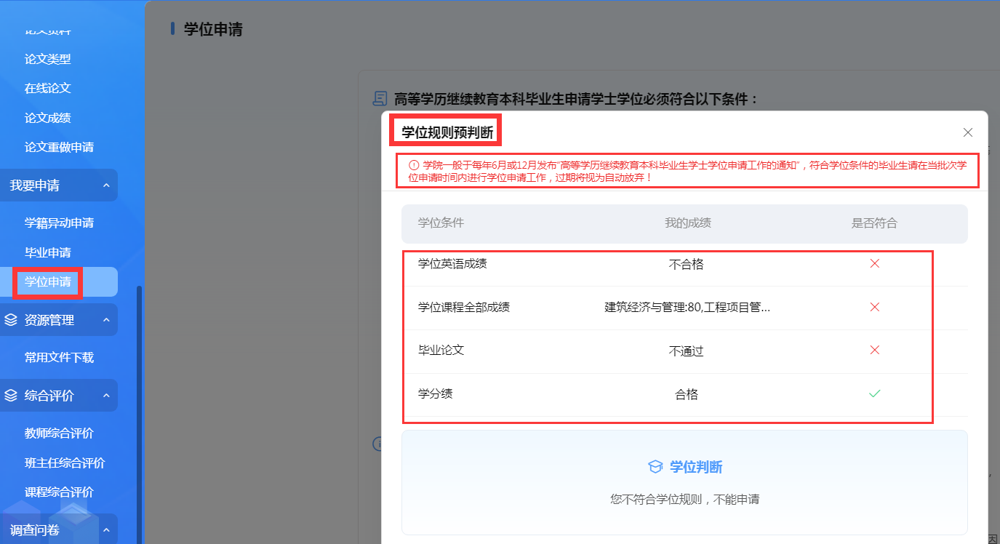 论文资料
论文类型
在线论文
论文成绩
论文重做申请
我要申请
学籍异动申请
毕业申请
学位申请
资源管理
常用文件下载
综合评价
教师综合评价
班主任综合评价
课程综合评价
调查问卷
学位申请
高等学历继续教育本科毕业生申请学士学位必须符合以下条件：
学位规则预判断
学院一般于每年6月或12月发布"高等学历继续教育本科毕业生学士学位申请工作的通知"，符合学位条件的毕业生请在当批次学
位申请时间内进行学位申请工作，过期将视为自动放弃！
学位条件 我的成绩 是否符合
学位英语成绩 不合格
学位课程全部成绩 建筑经济与管理:80,工程项目管...
毕业论文 不通过
学分绩 合格
学位判断
您不符合学位规则，不能申请